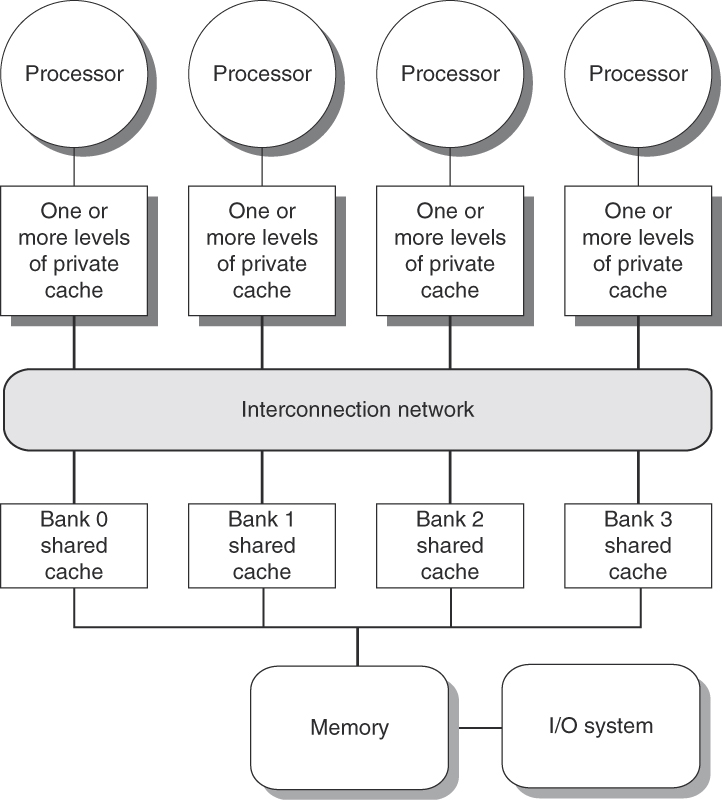 Processor
Processor
Processor
Processor
One or
more levels
of private
cache
One or
more levels
of private
cache
One or
more levels
of private
cache
One or
more levels
of private
cache
Interconnection network
Bank 0
shared
cache
Bank 1
shared
cache
Bank 2
shared
cache
Bank 3
shared
cache
Memory
I/O system